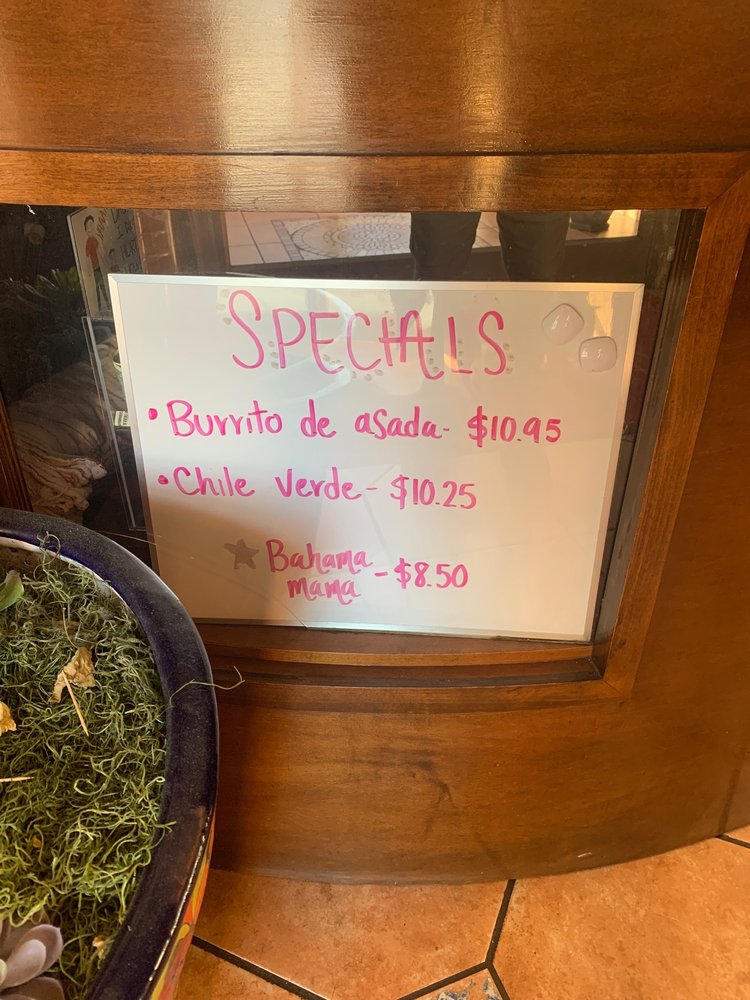 SPECIALS
• Burrito de asada - $10.95
• Chile verde - $10.25
★ Bahama
mama - $8.50